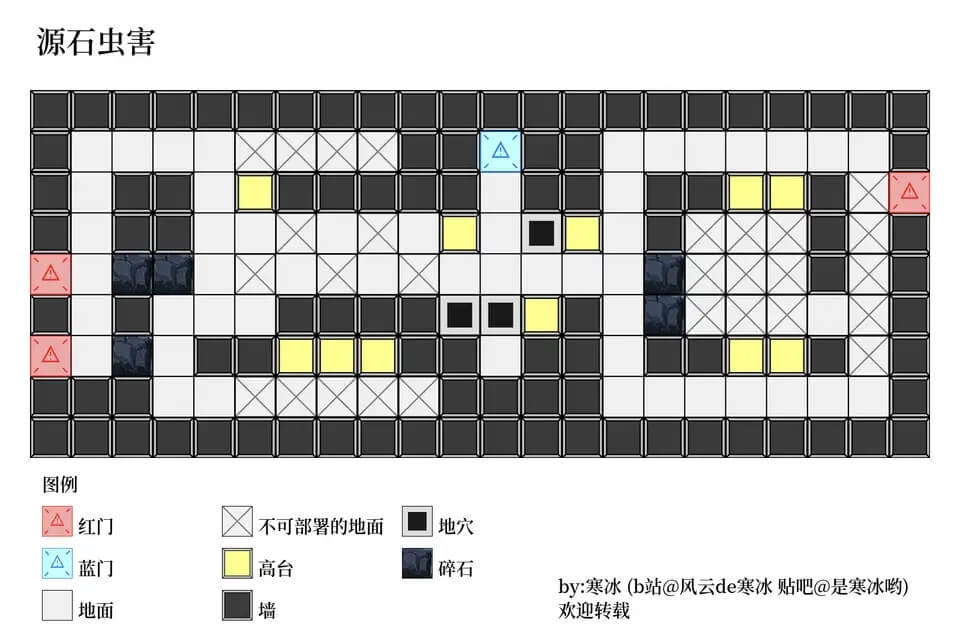 源石虫害
图例
红门
不可部署的地面
地穴
蓝门
高台
碎石
地面
墙
by:寒冰 (b站@风云de寒冰 贴吧@是寒冰哟)
欢迎转载